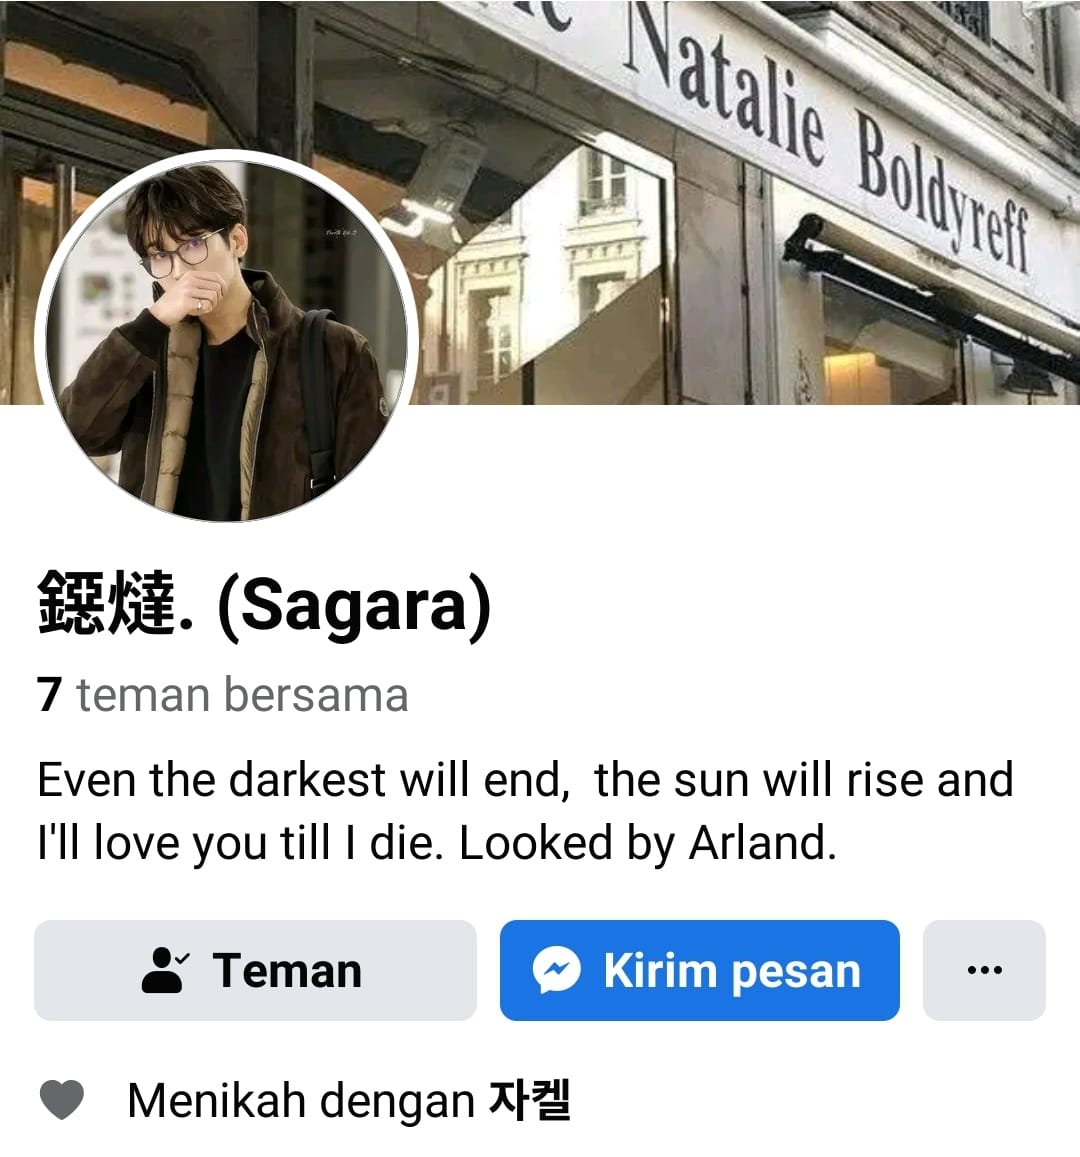 Natalie Boldyreff
鐚燵. (Sagara)
7 teman bersama
Even the darkest will end,  the sun will rise and
I'll love you till I die. Looked by Arland.
Teman
Kirim pesan
Menikah dengan 자켈